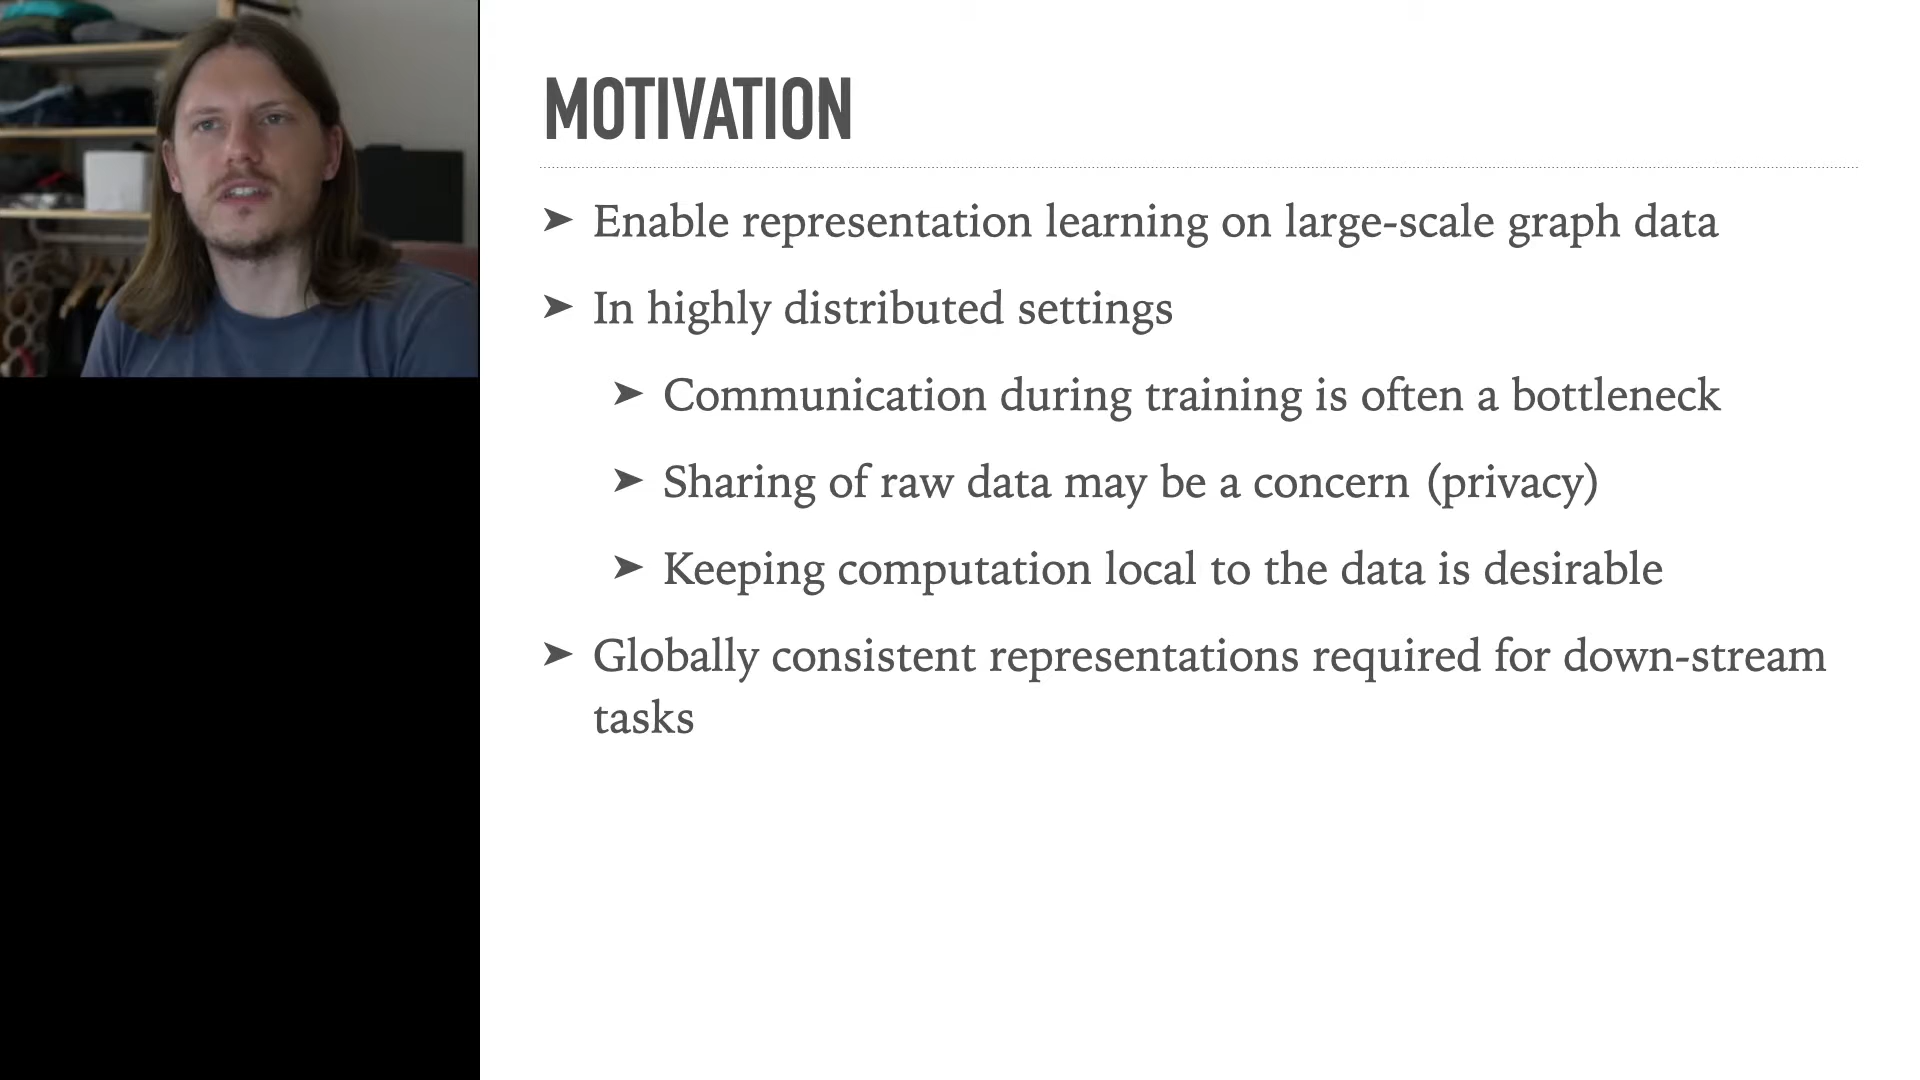 MOTIVATION
➤ Enable representation learning on large-scale graph data
➤ In highly distributed settings
➤ Communication during training is often a bottleneck
➤ Sharing of raw data may be a concern (privacy)
➤ Keeping computation local to the data is desirable
➤ Globally consistent representations required for down-stream
tasks